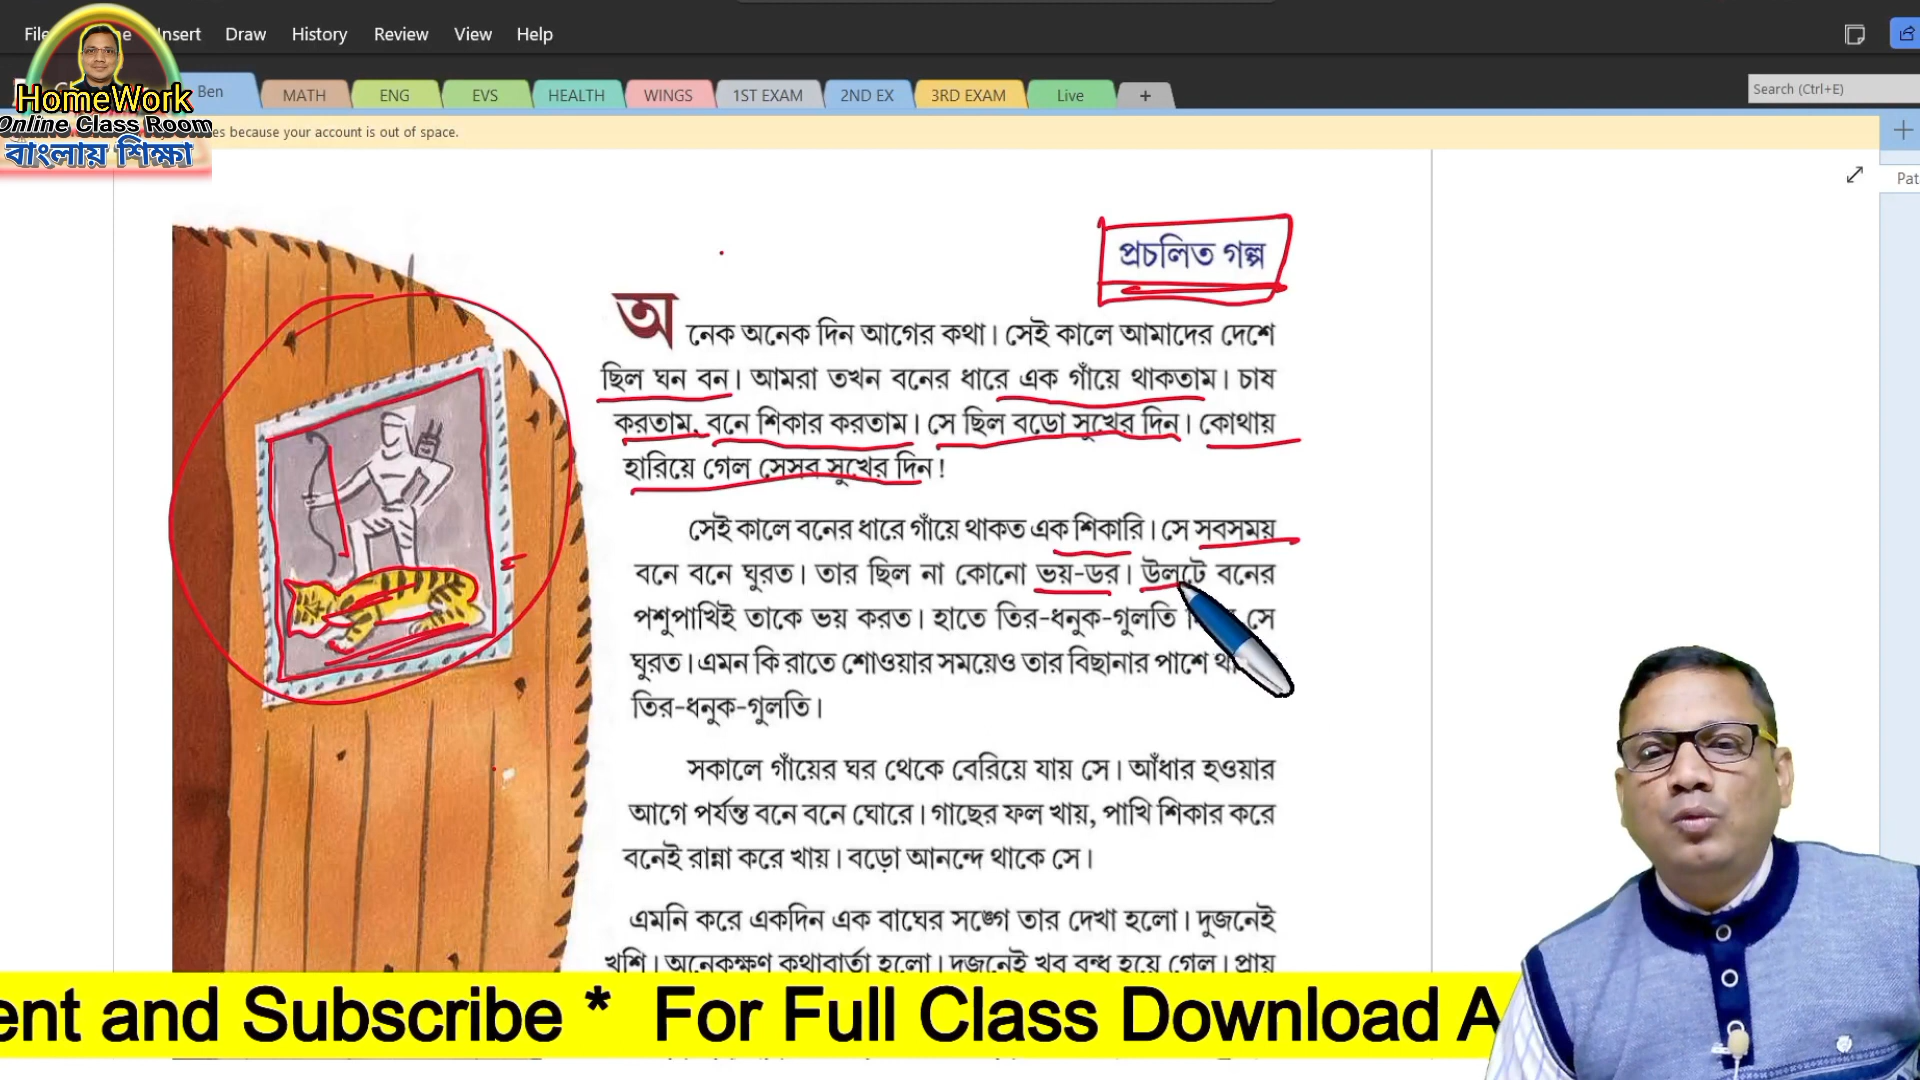 Insert Draw History Review View Help
HomeWork
Online Class Room
বাংলায় শিক্ষা
Ben MATH ENG EVS HEALTH WINGS 1ST EXAM 2ND EX 3RD EXAM Live +
Search (Ctrl+E)
because your account is out of space.
Pat
প্রচলিত গল্প
অনেক অনেক দিন আগের কথা। সেই কালে আমাদের দেশে
ছিল ঘন বন। আমরা তখন বনের ধারে এক গাঁয়ে থাকতাম। চাষ
করতাম, বনে শিকার করতাম। সে ছিল বড়ো সুখের দিন। কোথায়
হারিয়ে গেল সেসব সুখের দিন!
সেই কালে বনের ধারে গাঁয়ে থাকত এক শিকারি। সে সবসময়
বনে বনে ঘুরত। তার ছিল না কোনো ভয়-ডর। উলটে বনের
পশুপাখিই তাকে ভয় করত। হাতে তির-ধনুক-গুলতি সে
ঘুরত। এমন কি রাতে শোওয়ার সময়েও তার বিছানার পাশে
তির-ধনুক-গুলতি।
সকালে গাঁয়ের ঘর থেকে বেরিয়ে যায় সে। আঁধার হওয়ার
আগে পর্যন্ত বনে বনে ঘোরে। গাছের ফল খায়, পাখি শিকার করে
বনেই রান্না করে খায়। বড়ো আনন্দে থাকে সে।
এমনি করে একদিন এক বাঘের সঙ্গে তার দেখা হলো। দুজনেই
খুশি। অনেকক্ষণ কথাবার্তা হলো। দুজনেই খুব বন্ধু হয়ে গেল। প্রায়
ent and Subscribe * For Full Class Download A